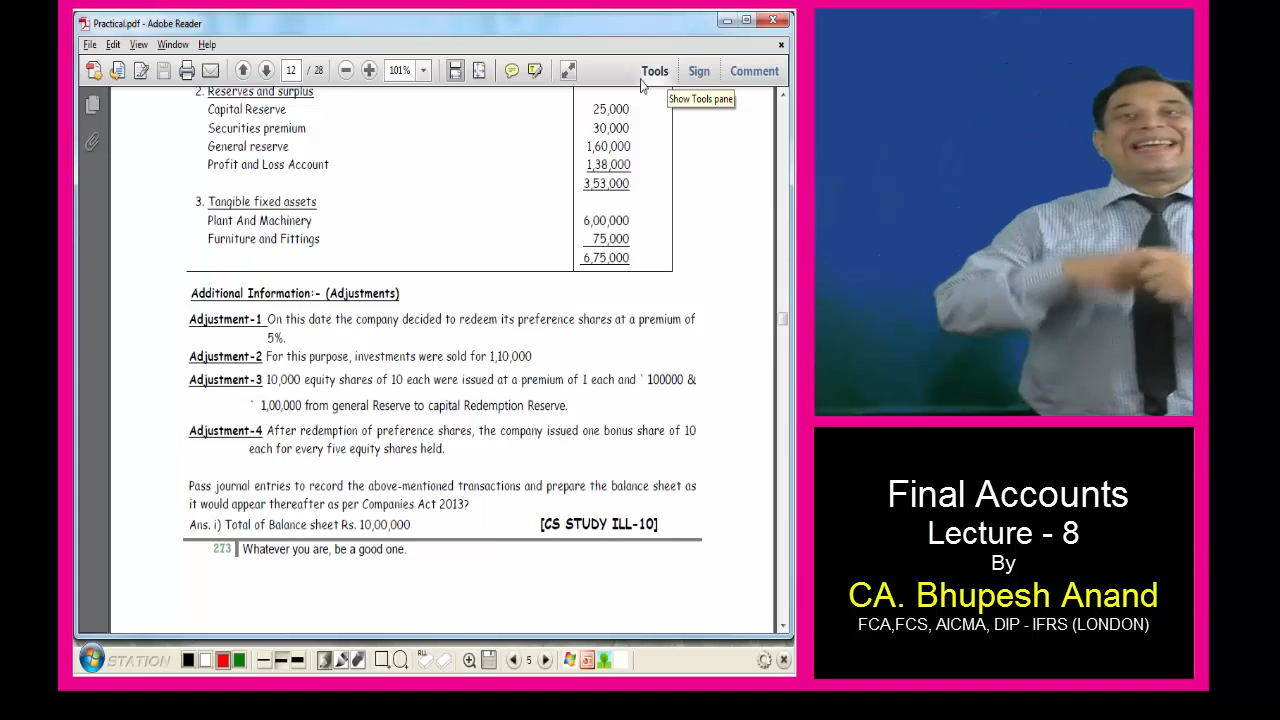 Practical.pdf - Adobe Reader
File Edit View Window Help
12 / 28 101% Tools Sign Comment
Show Tools pane
2. Reserves and surplus
Capital Reserve 25,000
Securities premium 30,000
General reserve 1,60,000
Profit and Loss Account 1,38,000
3,53,000
3. Tangible fixed assets
Plant And Machinery 6,00,000
Furniture and Fittings 75,000
6,75,000
Additional Information:- (Adjustments)
Adjustment-1 On this date the company decided to redeem its preference shares at a premium of
5%.
Adjustment-2 For this purpose, investments were sold for 1,10,000
Adjustment-3 10,000 equity shares of 10 each were issued at a premium of 1 each and ` 100000 &
` 1,00,000 from general Reserve to capital Redemption Reserve.
Adjustment-4 After redemption of preference shares, the company issued one bonus share of 10
each for every five equity shares held.
Pass journal entries to record the above-mentioned transactions and prepare the balance sheet as
it would appear thereafter as per Companies Act 2013?
Ans. i) Total of Balance sheet Rs. 10,00,000 [CS STUDY ILL-10]
273 Whatever you are, be a good one.
STATION 5
Final Accounts
Lecture - 8
By
CA. Bhupesh Anand
FCA,FCS, AICMA, DIP - IFRS (LONDON)